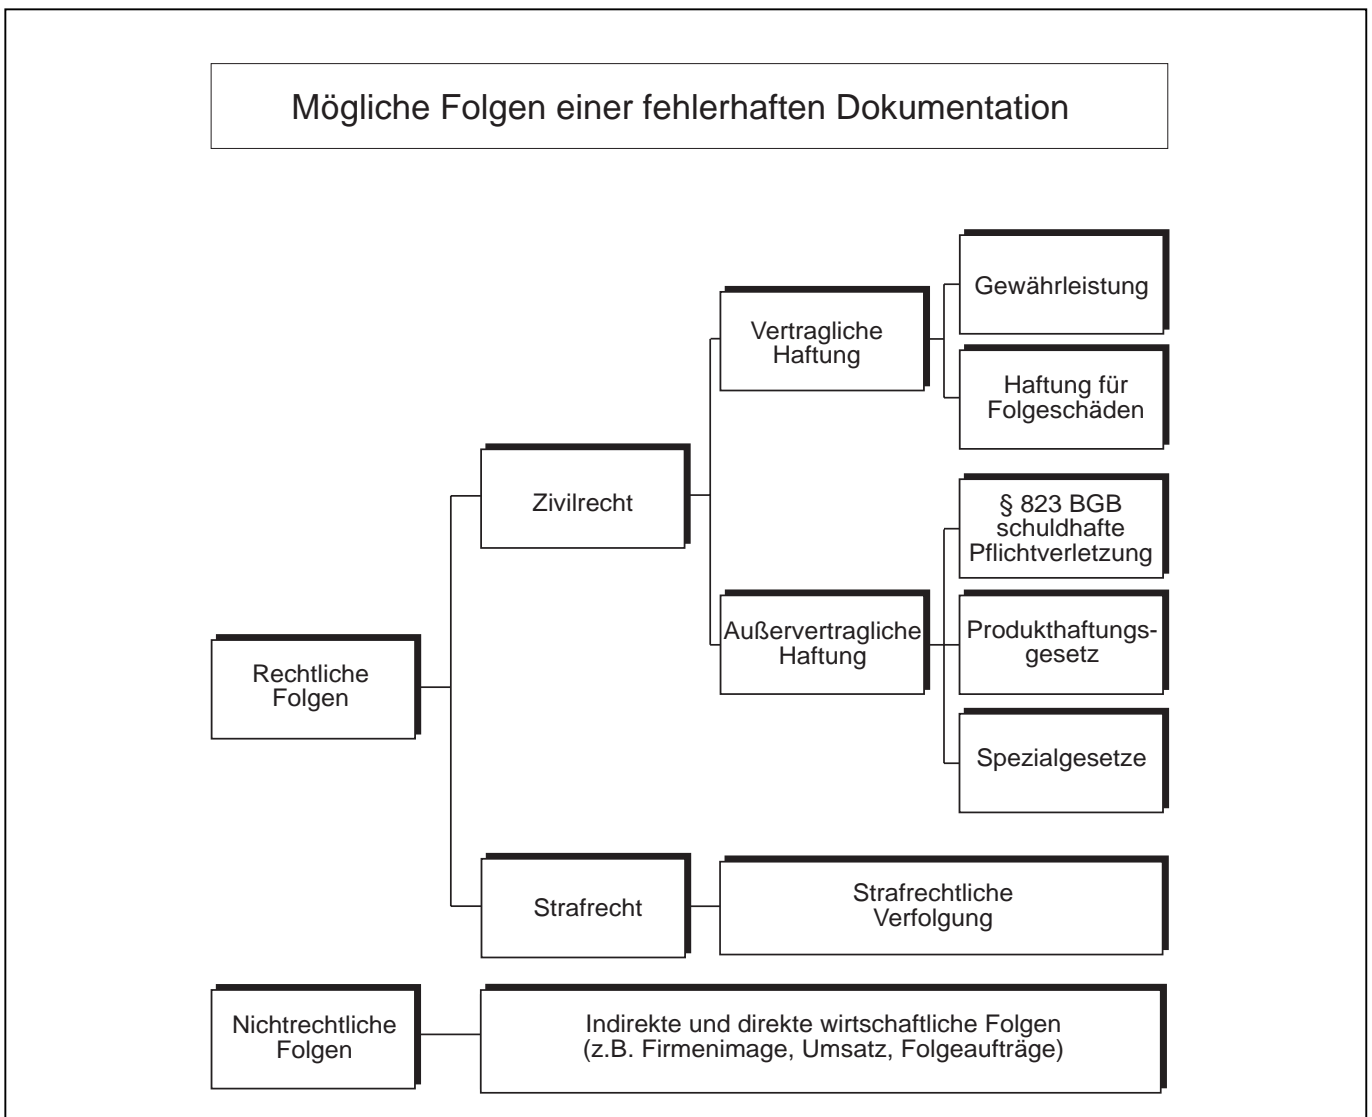 Mögliche Folgen einer fehlerhaften Dokumentation
Gewährleistung
Vertragliche
Haftung
Haftung für
Folgeschäden
Zivilrecht
§ 823 BGB
schuldhafte
Pflichtverletzung
Außervertragliche
Haftung
Produkthaftungs-
gesetz
Rechtliche
Folgen
Spezialgesetze
Strafrecht
Strafrechtliche
Verfolgung
Nichtrechtliche
Folgen
Indirekte und direkte wirtschaftliche Folgen
(z.B. Firmenimage, Umsatz, Folgeaufträge)